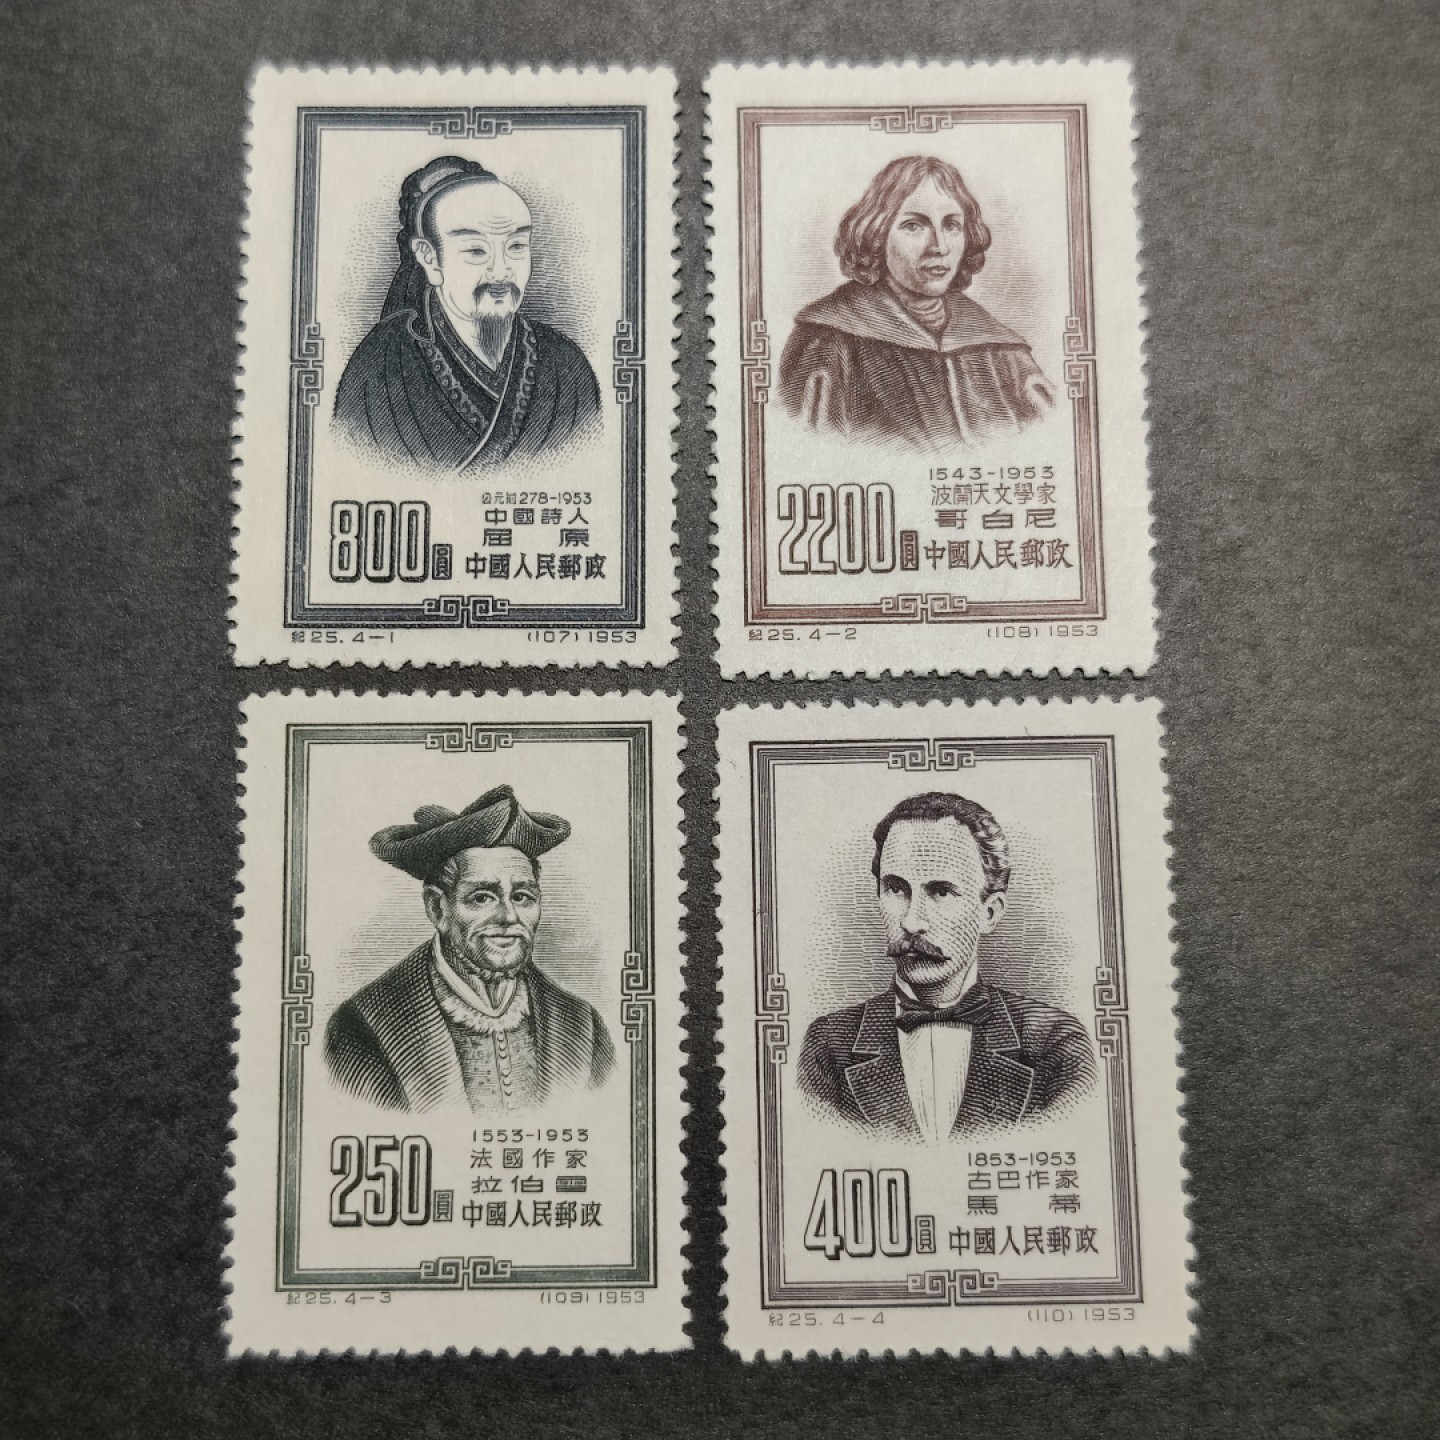 公元前278-1953
中國詩人
屈原
800圓 中國人民郵政
紀25.4-1 (107)1953
1543-1953
波蘭天文學家
哥白尼
2200圓 中國人民郵政
紀25.4-2 (108)1953
1553-1953
法國作家
拉伯雷
250圓 中國人民郵政
紀25.4-3 (109)1953
1853-1953
古巴作家
馬蒂
400圓 中國人民郵政
紀25.4-4 (110)1953